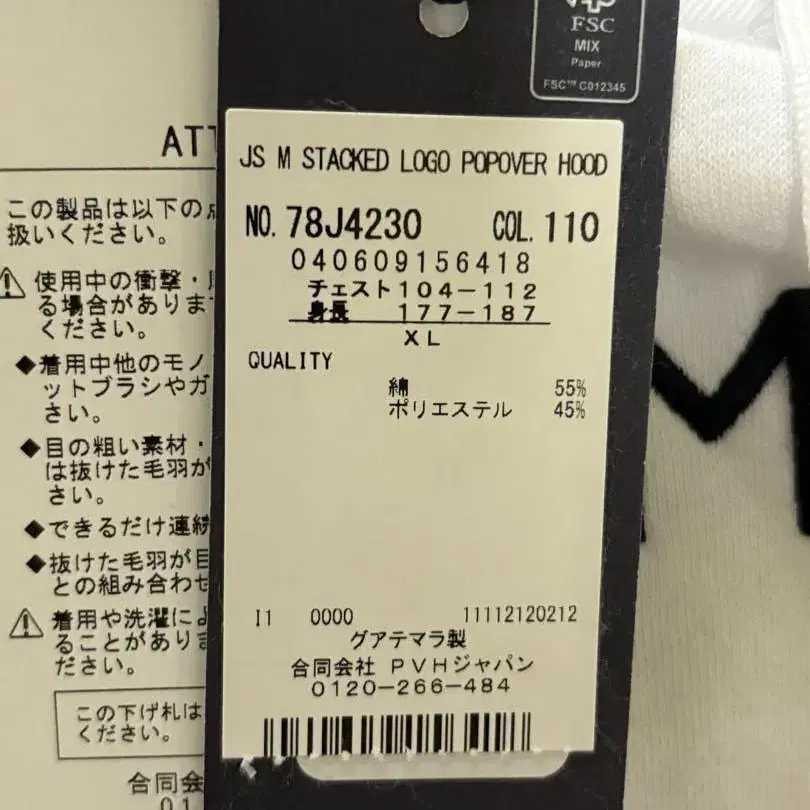 FSC
MIX
Paper
FSC™ C012345
JS M STACKED LOGO POPOVER HOOD
NO. 78J4230 COL. 110
040609156418
チェスト 104-112
身長 177-187
XL
QUALITY
綿 55%
ポリエステル 45%
I1 0000 11112120212
グアテマラ製
合同会社 PVHジャパン
0120-266-484
ATT
この製品は以下の
扱いください。
使用中の衝撃・
る場合がありま
ください。
◆着用中他のモノ
ットブラシやガ
さい。
◆目の粗い素材・
は抜けた毛羽が
さい。
◆できるだけ連続
◆抜けた毛羽が目
との組み合わせ
着用や洗濯によ
ることがありま
ださい。
この下げ札は
ください。
合同会
01
M